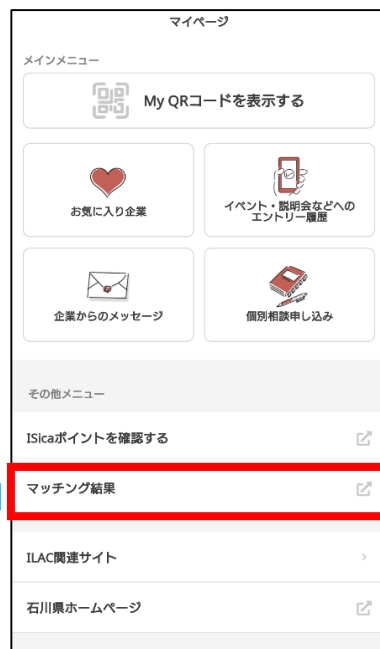 マイページ
メインメニュー
My QRコードを表示する
お気に入り企業
イベント・説明会などへの
エントリー履歴
企業からのメッセージ
個別相談申し込み
その他メニュー
ISicaポイントを確認する
マッチング結果
ILAC関連サイト
石川県ホームページ